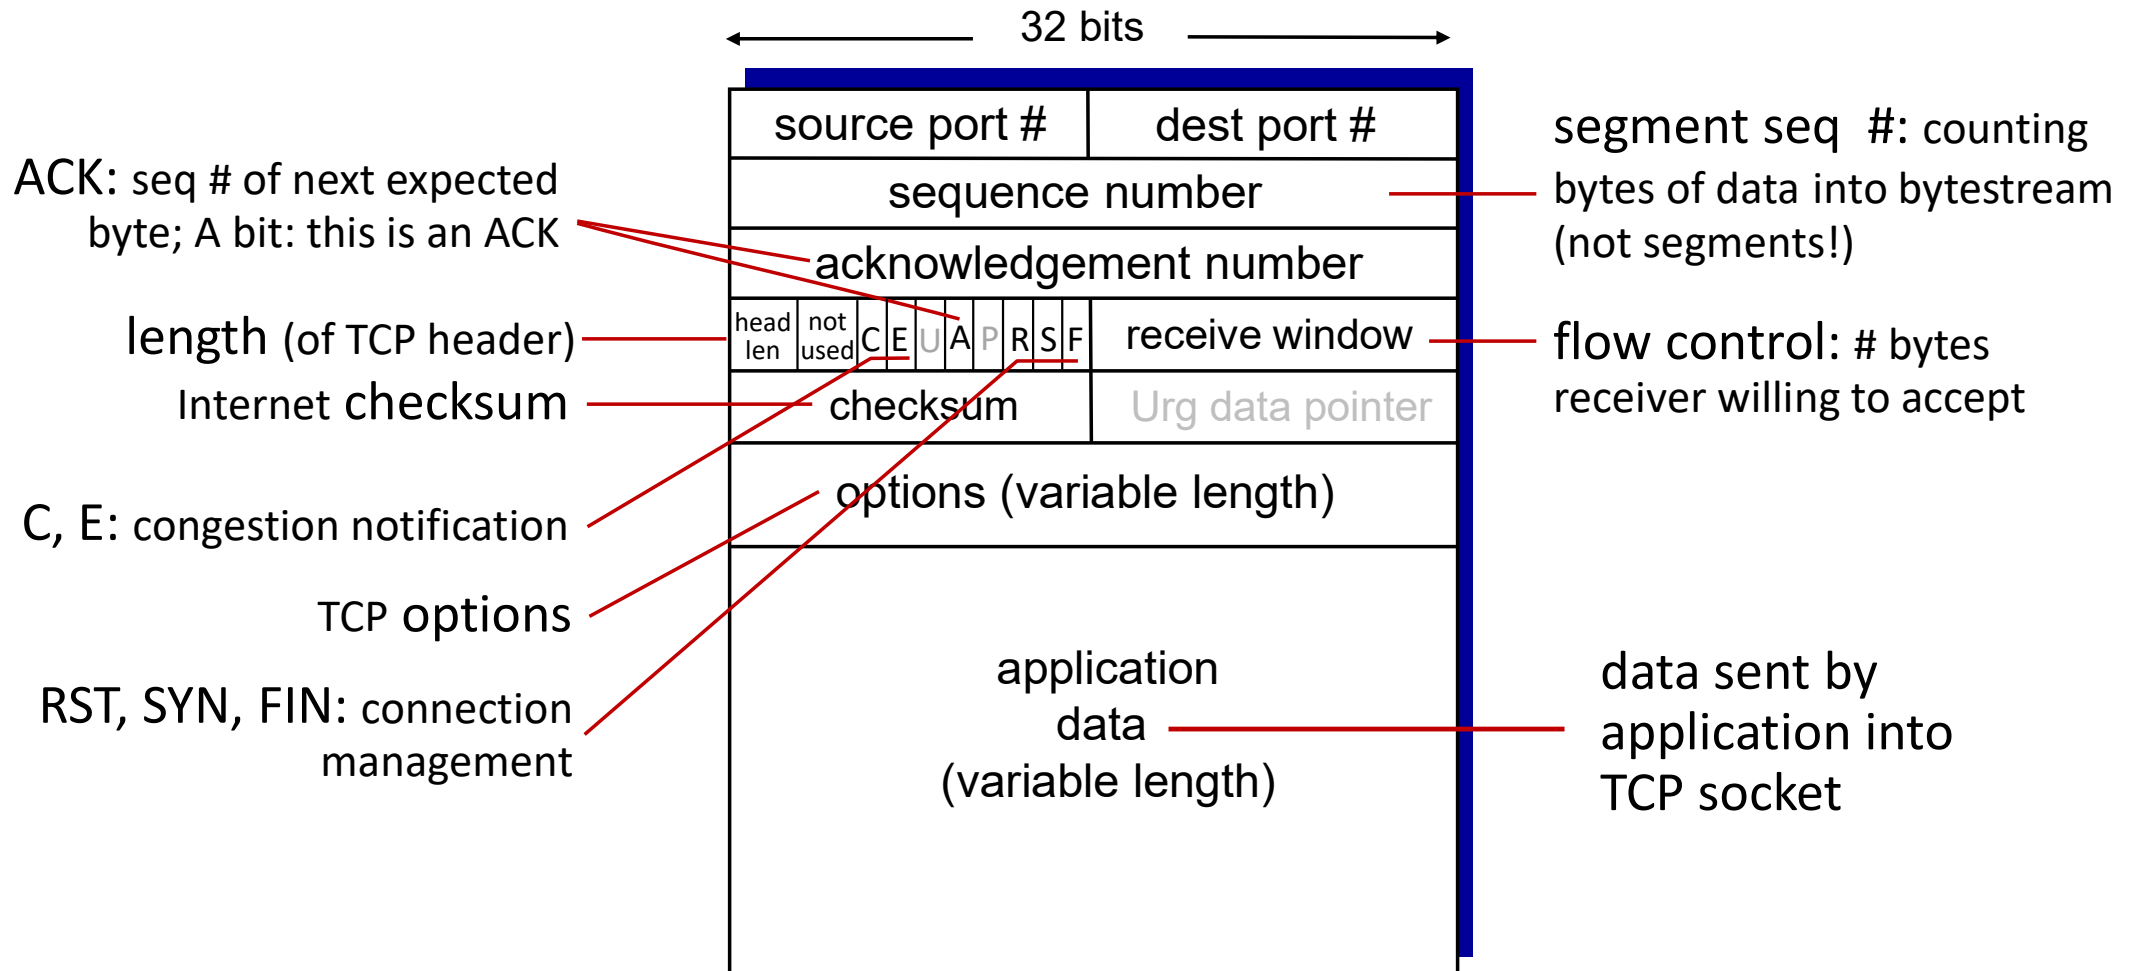 32 bits
source port #
dest port #
sequence number
acknowledgement number
head
len
not
used
C
E
U
A
P
R
S
F
receive window
checksum
Urg data pointer
options (variable length)
application
data
(variable length)
ACK: seq # of next expected
byte; A bit: this is an ACK
length (of TCP header)
Internet checksum
C, E: congestion notification
TCP options
RST, SYN, FIN: connection
management
segment seq #: counting
bytes of data into bytestream
(not segments!)
flow control: # bytes
receiver willing to accept
data sent by
application into
TCP socket